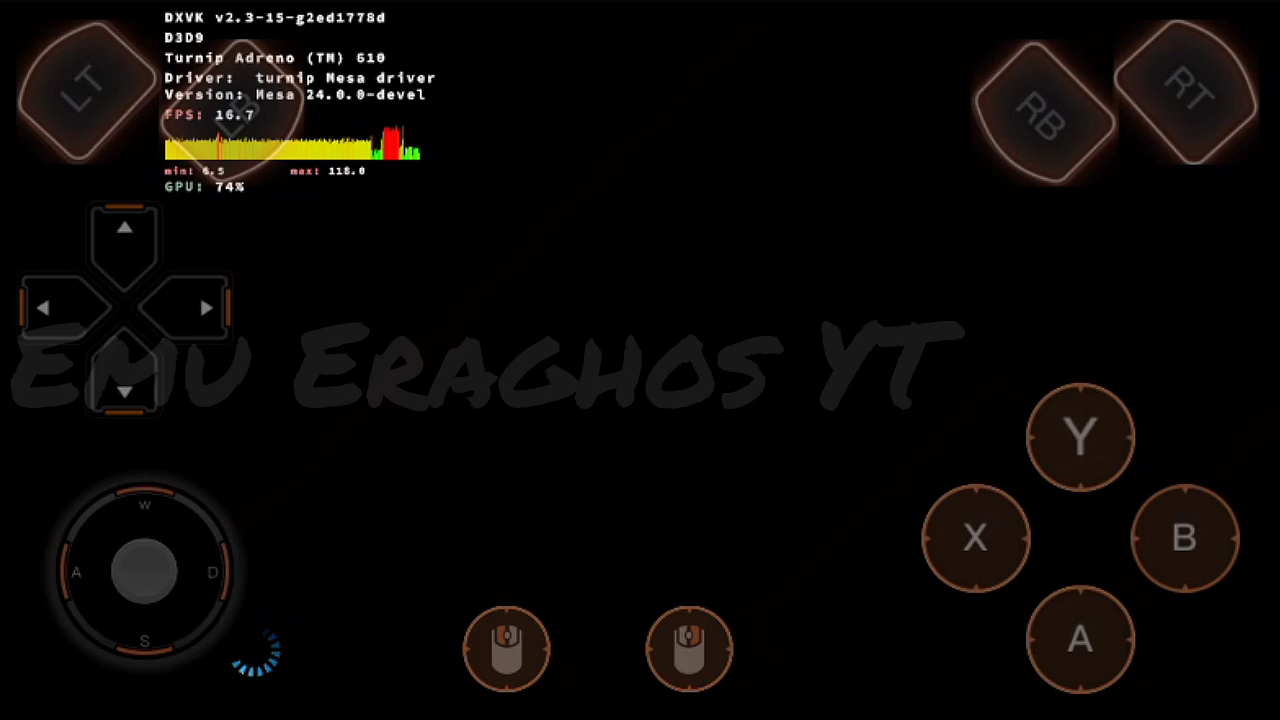 DXVK v2.3-15-g2ed1778d
D3D9
Turnip Adreno (TM) 610
Driver: turnip Mesa driver
Version: Mesa 24.0.0-devel
FPS: 16.7
min: 6.5 max: 118.0
GPU: 74%
LT
LB
RB
RT
Emu Eraghos YT
W
A
D
S
Y
X
B
A